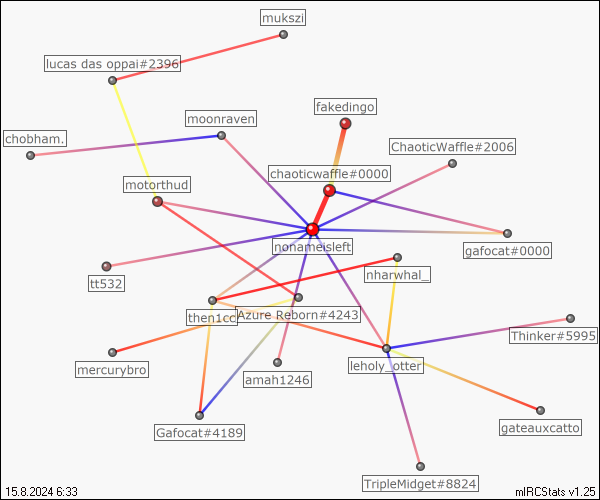 mukszi
lucas das oppai#2396
fakedingo
moonraven
chobham.
ChaoticWaffle#2006
chaoticwaffle#0000
motorthud
nonameisleft
gafocat#0000
nharwhal_
tt532
then1cd
Azure Reborn#4243
Thinker#5995
mercurybro
leholy_otter
amah1246
Gafocat#4189
gateauxcatto
TripleMidget#8824
15.8.2024 6:33
mIRCStats v1.25